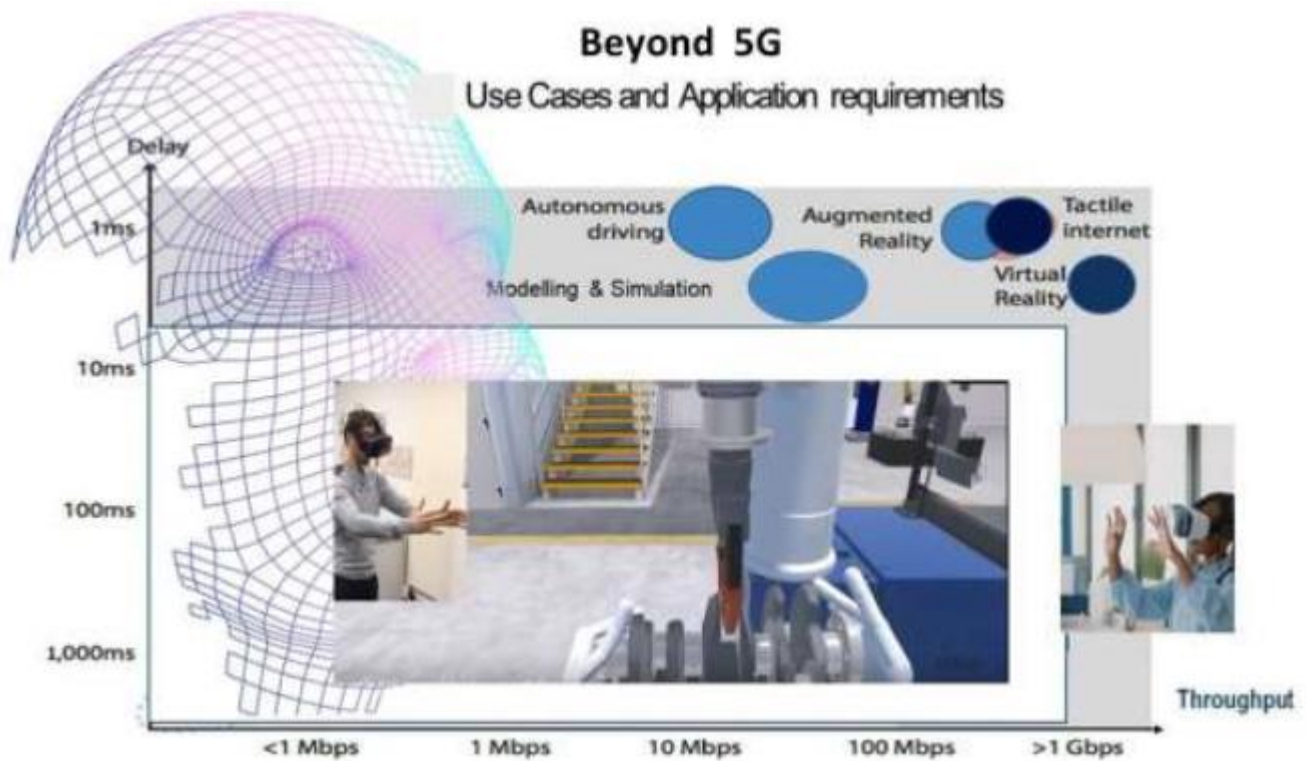 Beyond 5G
Use Cases and Application requirements
Delay
1ms
Autonomous
driving
Augmented
Reality
Tactile
internet
Modelling & Simulation
Virtual
Reality
10ms
100ms
1,000ms
Throughput
<1 Mbps
1 Mbps
10 Mbps
100 Mbps
>1 Gbps